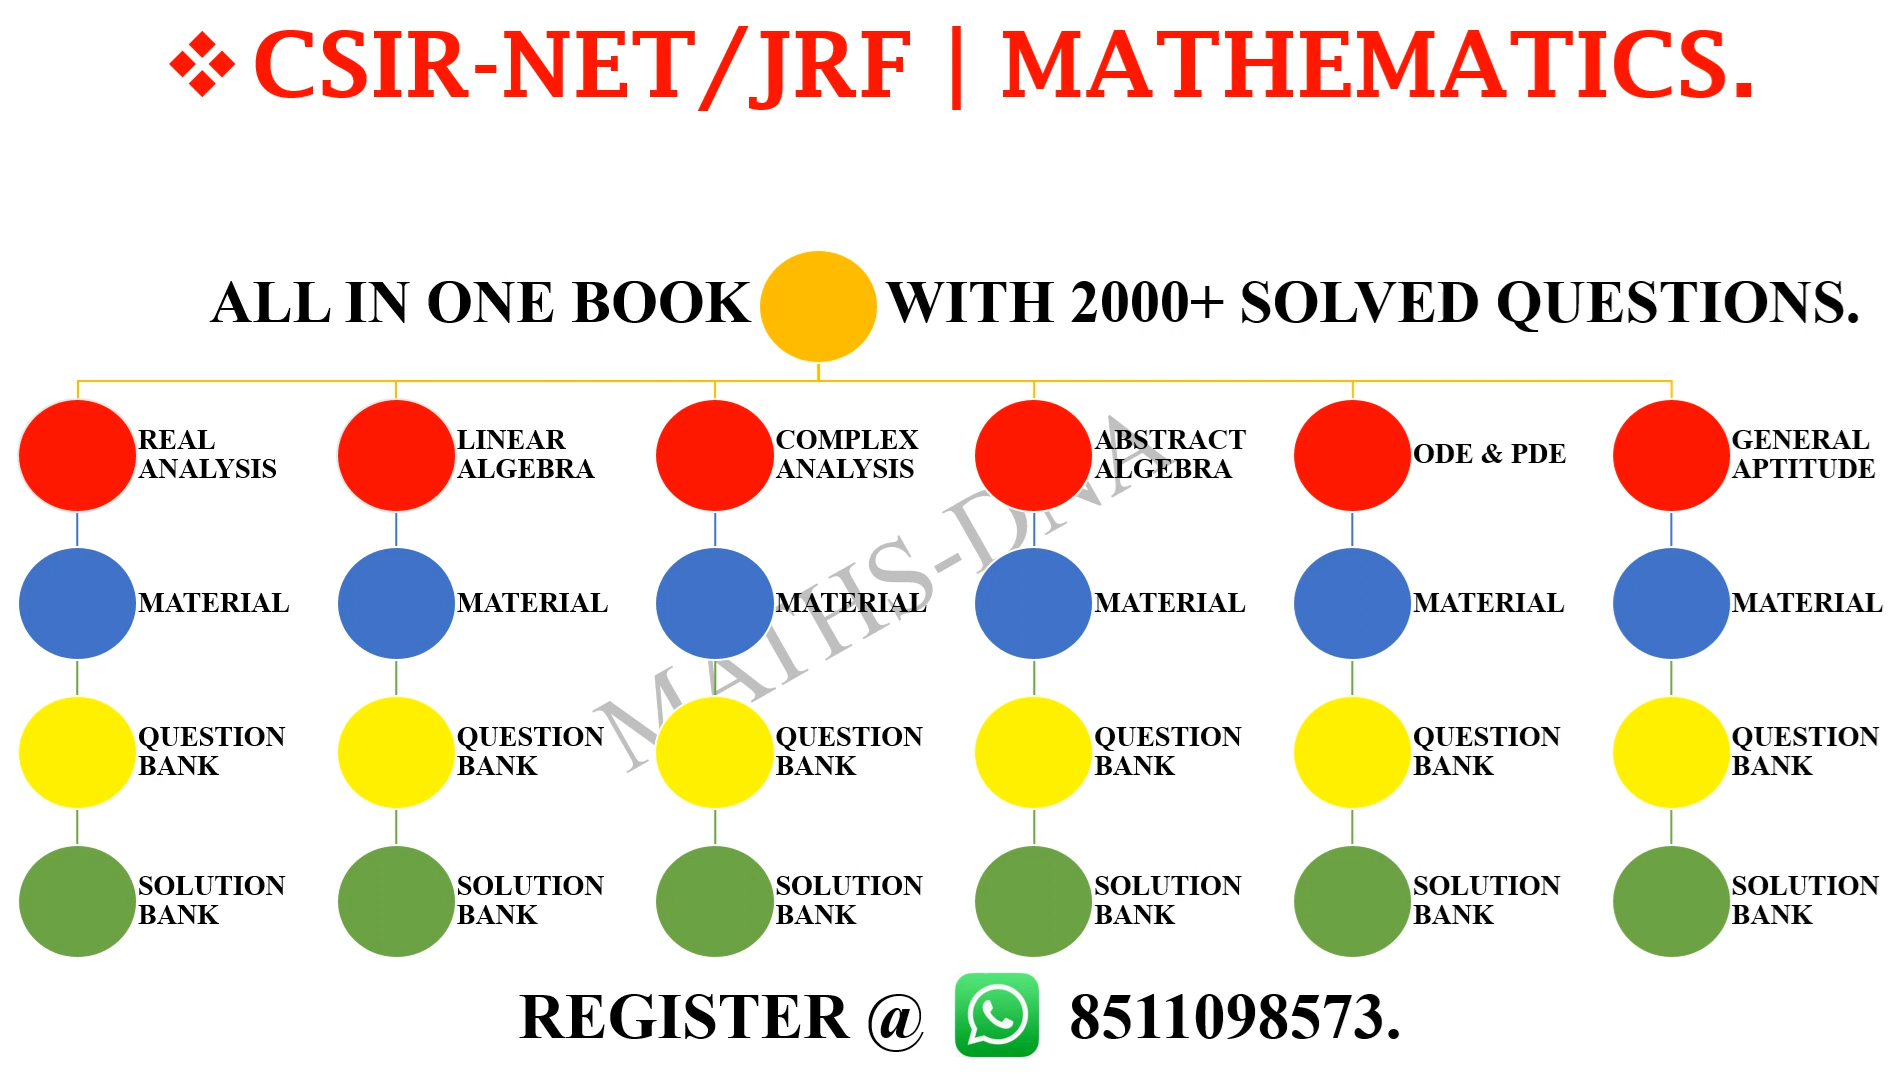 ❖CSIR-NET/JRF | MATHEMATICS.
ALL IN ONE BOOK WITH 2000+ SOLVED QUESTIONS.
REAL
ANALYSIS
LINEAR
ALGEBRA
COMPLEX
ANALYSIS
ABSTRACT
ALGEBRA
ODE & PDE
GENERAL
APTITUDE
MATERIAL
MATERIAL
MATERIAL
MATERIAL
MATERIAL
MATERIAL
MATHS-DNA
QUESTION
BANK
QUESTION
BANK
QUESTION
BANK
QUESTION
BANK
QUESTION
BANK
QUESTION
BANK
SOLUTION
BANK
SOLUTION
BANK
SOLUTION
BANK
SOLUTION
BANK
SOLUTION
BANK
SOLUTION
BANK
REGISTER @ 8511098573.